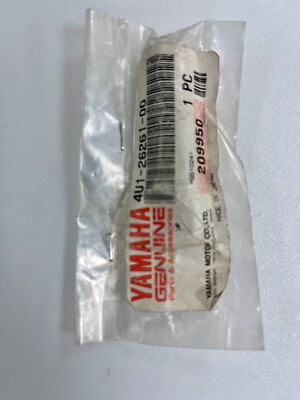 YAMAHA
GENUINE
Parts & Accessories
4U1-26261-00
1 PC
209950
YAMAHA MOTOR CO., LTD.